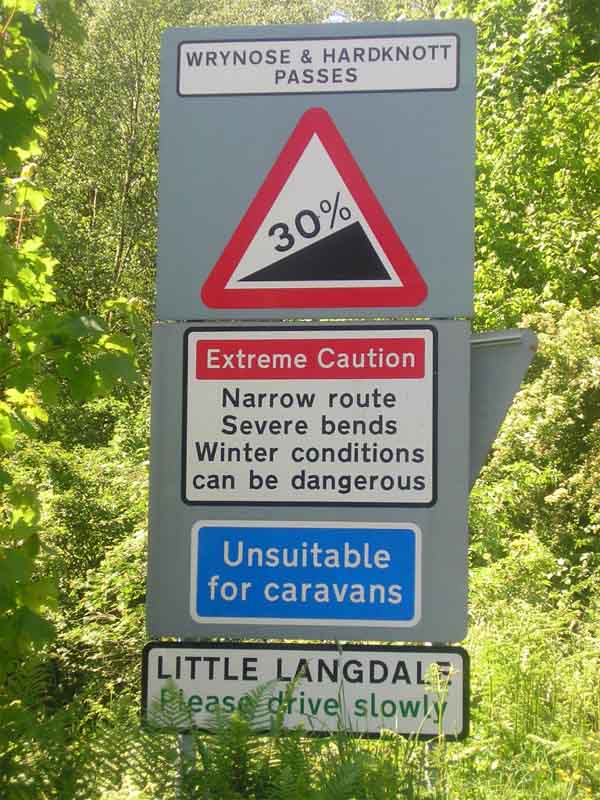 WRYNOSE & HARDKNOTT
PASSES
30%
Extreme Caution
Narrow route
Severe bends
Winter conditions
can be dangerous
Unsuitable
for caravans
LITTLE LANGDALE
Please drive slowly